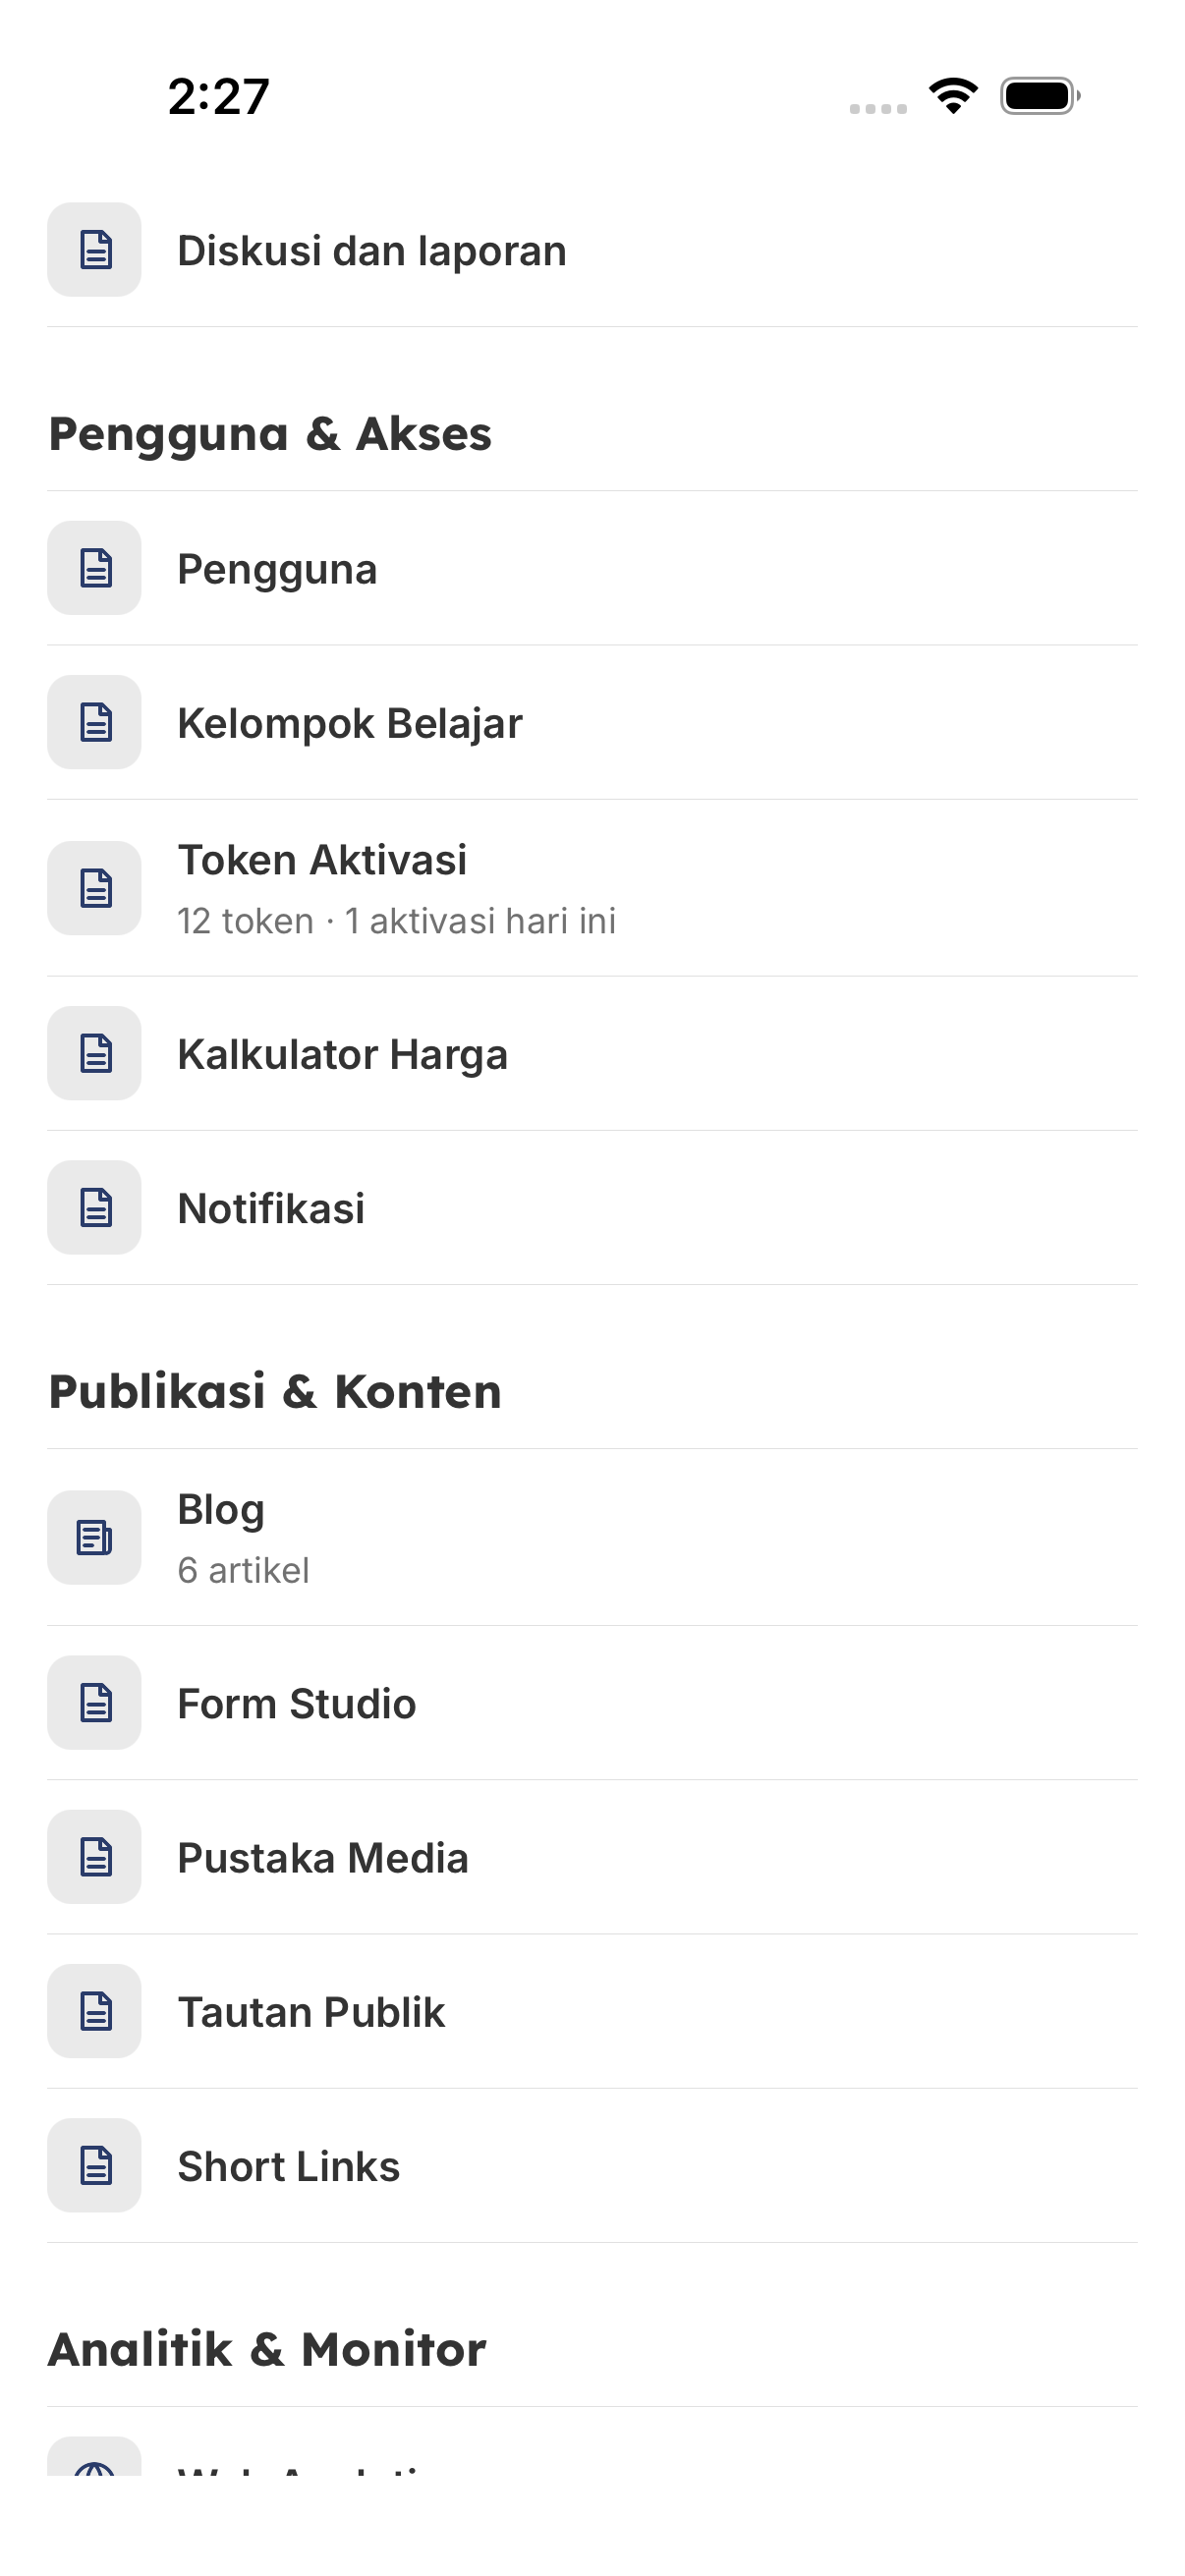 2:27
Diskusi dan laporan
Pengguna & Akses
Pengguna
Kelompok Belajar
Token Aktivasi
12 token · 1 aktivasi hari ini
Kalkulator Harga
Notifikasi
Publikasi & Konten
Blog
6 artikel
Form Studio
Pustaka Media
Tautan Publik
Short Links
Analitik & Monitor